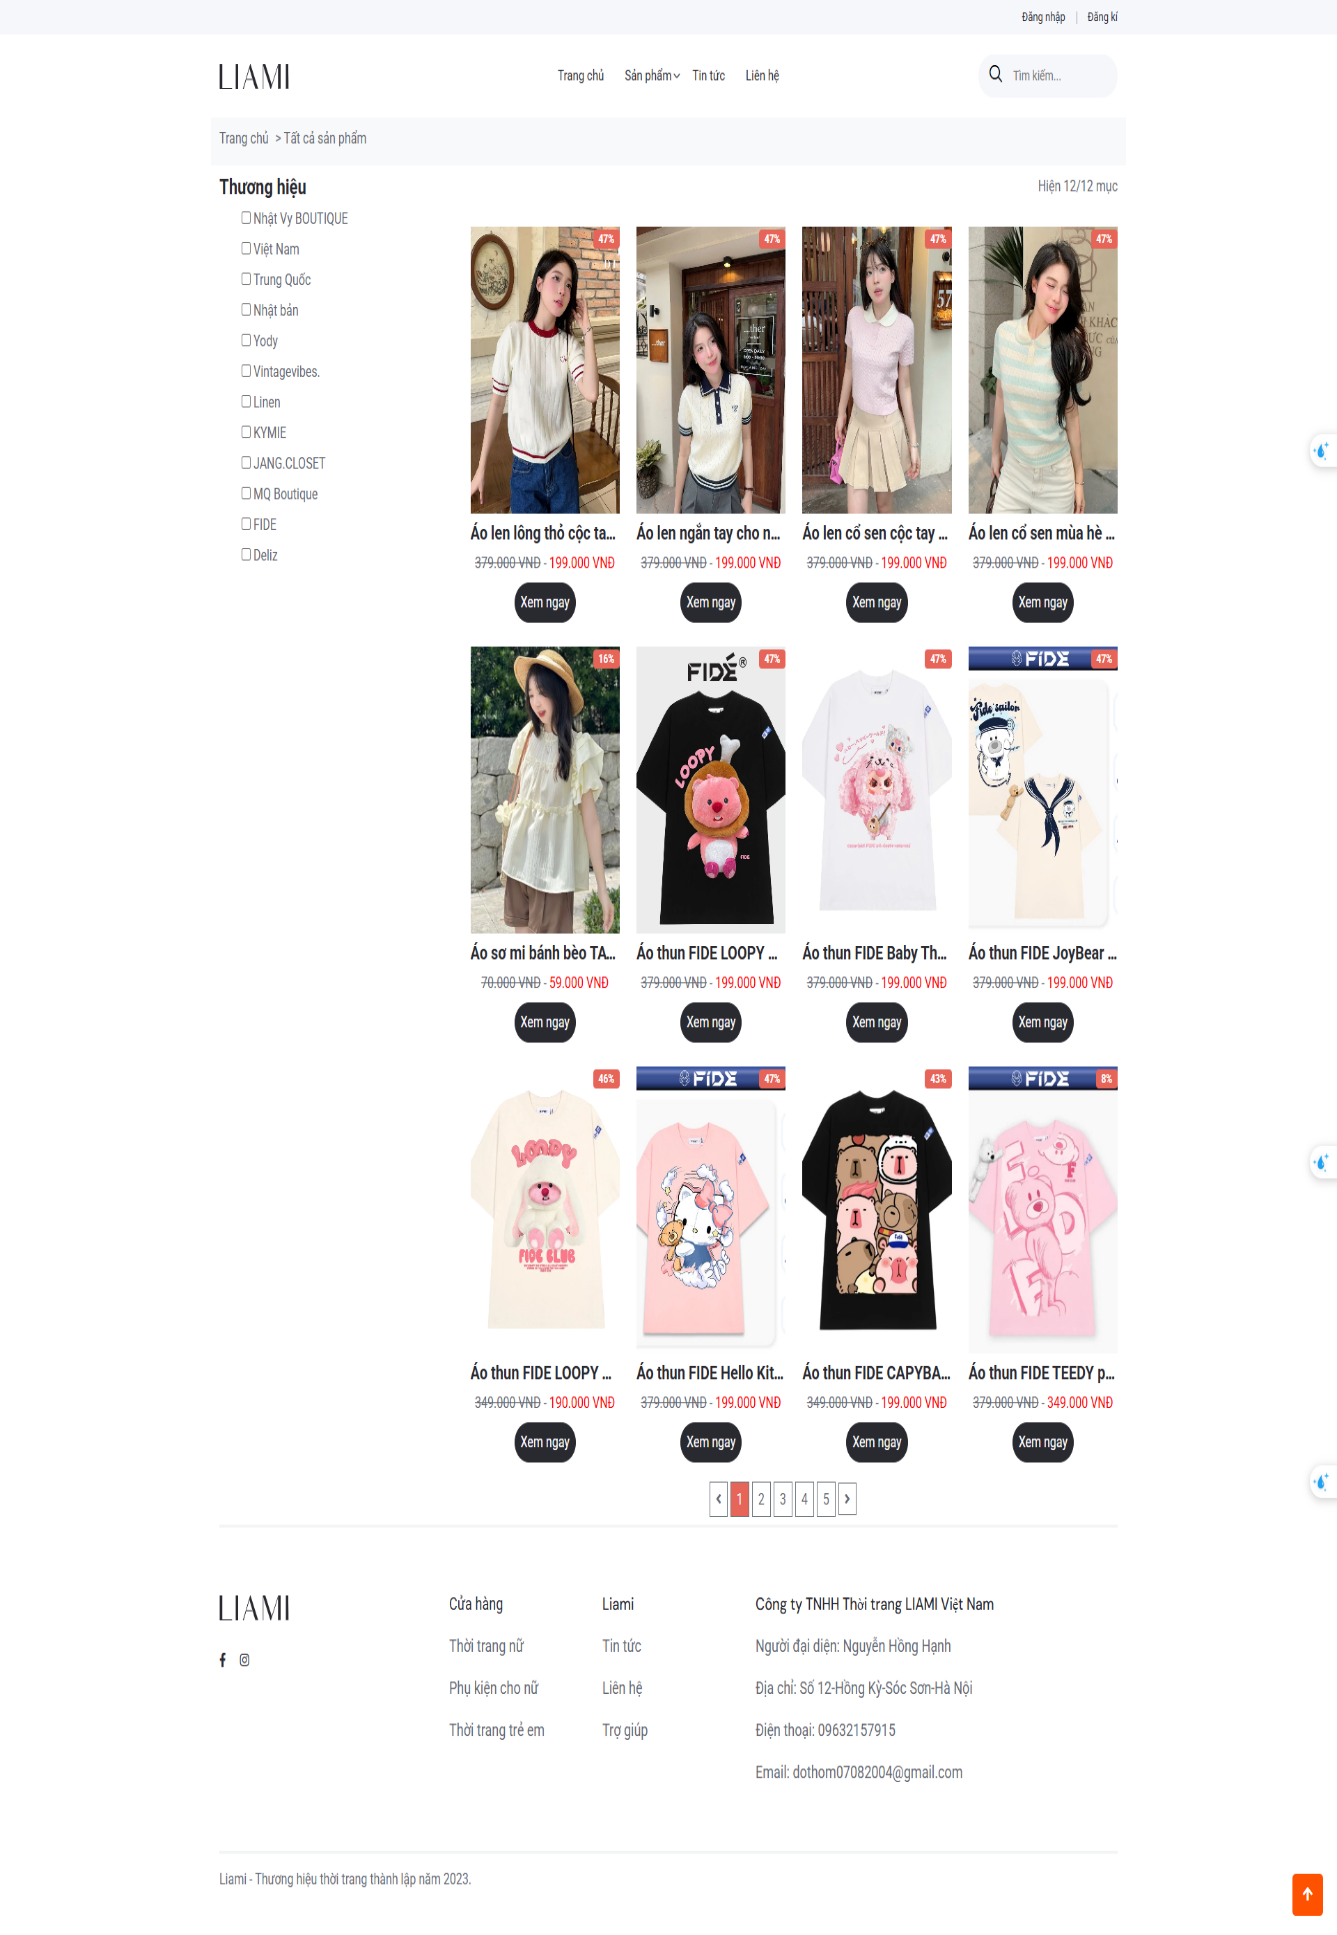 Đăng nhập | Đăng kí
LIAMI
Trang chủ Sản phẩm Tin tức Liên hệ
Tìm kiếm...
Trang chủ > Tất cả sản phẩm
Thương hiệu
Hiện 12/12 mục
Nhật Vy BOUTIQUE
Việt Nam
Trung Quốc
Nhật bản
Yody
Vintagevibes.
Linen
KYMIE
JANG.CLOSET
MQ Boutique
FIDE
Deliz
47% 47% 47% 47%
...ther
57
Áo len lông thỏ cộc ta... Áo len ngắn tay cho n... Áo len cổ sen cộc tay ... Áo len cổ sen mùa hè ...
379.000 VNĐ - 199.000 VNĐ 379.000 VNĐ - 199.000 VNĐ 379.000 VNĐ - 199.000 VNĐ 379.000 VNĐ - 199.000 VNĐ
Xem ngay Xem ngay Xem ngay Xem ngay
16% 47% 47% 47%
FIDÉ® FIDE
Fide sailor
LOOPY
FIDE
Áo sơ mi bánh bèo TA... Áo thun FIDE LOOPY ... Áo thun FIDE Baby Th... Áo thun FIDE JoyBear ...
70.000 VNĐ - 59.000 VNĐ 379.000 VNĐ - 199.000 VNĐ 379.000 VNĐ - 199.000 VNĐ 379.000 VNĐ - 199.000 VNĐ
Xem ngay Xem ngay Xem ngay Xem ngay
46% 47% 43% 8%
FIDE FIDE
LOOPY
FIDE CLUB
Áo thun FIDE LOOPY ... Áo thun FIDE Hello Kit... Áo thun FIDE CAPYBA... Áo thun FIDE TEEDY p...
349.000 VNĐ - 190.000 VNĐ 379.000 VNĐ - 199.000 VNĐ 349.000 VNĐ - 199.000 VNĐ 379.000 VNĐ - 349.000 VNĐ
Xem ngay Xem ngay Xem ngay Xem ngay
‹ 1 2 3 4 5 ›
LIAMI
Cửa hàng
Thời trang nữ
Phụ kiện cho nữ
Thời trang trẻ em
Liami
Tin tức
Liên hệ
Trợ giúp
Công ty TNHH Thời trang LIAMI Việt Nam
Người đại diện: Nguyễn Hồng Hạnh
Địa chỉ: Số 12-Hồng Kỳ-Sóc Sơn-Hà Nội
Điện thoại: 09632157915
Email: dothom07082004@gmail.com
Liami - Thương hiệu thời trang thành lập năm 2023.